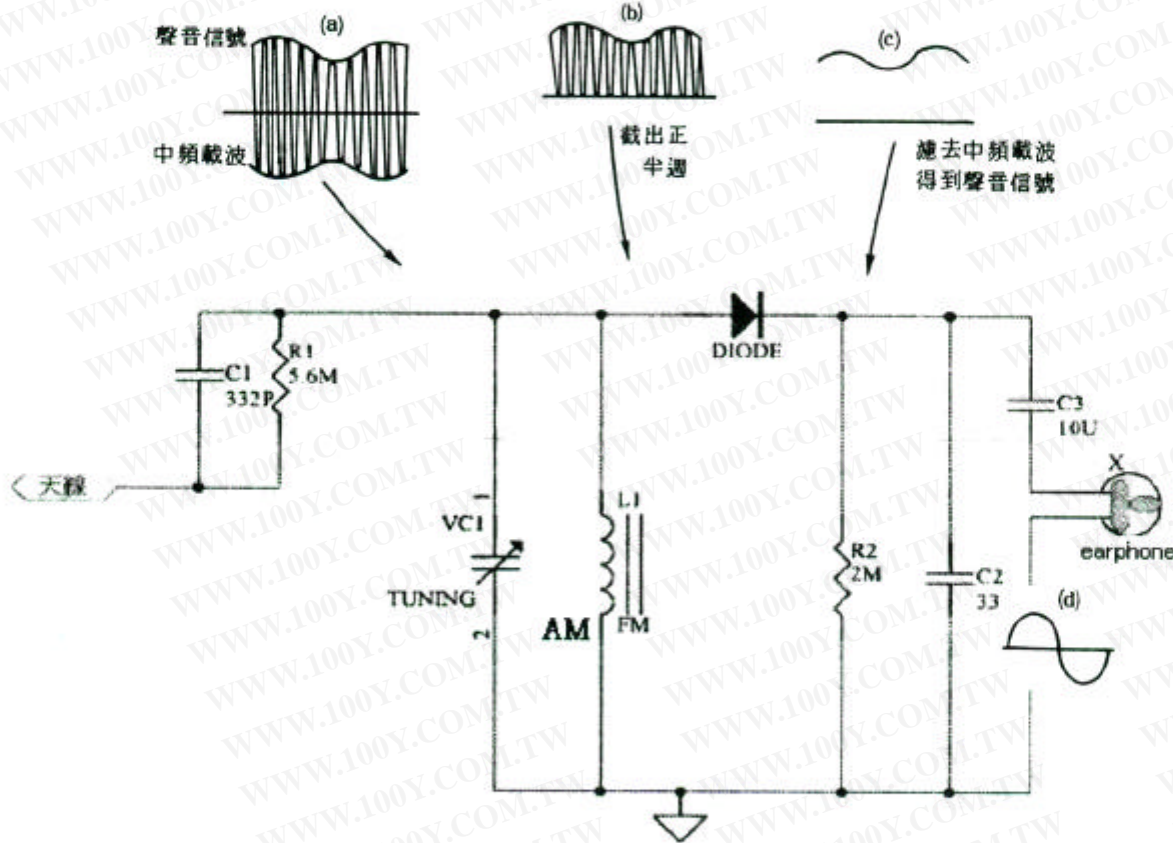 (a)
聲音信號
中頻載波
(b)
截出正
半週
(c)
濾去中頻載波
得到聲音信號
DIODE
C1
332P
R1
5.6M
天線
1
VC1
TUNING
2
L1
AM
FM
R2
2M
C2
33
C3
10U
X
earphone
(d)
WWW.100Y.COM.TW